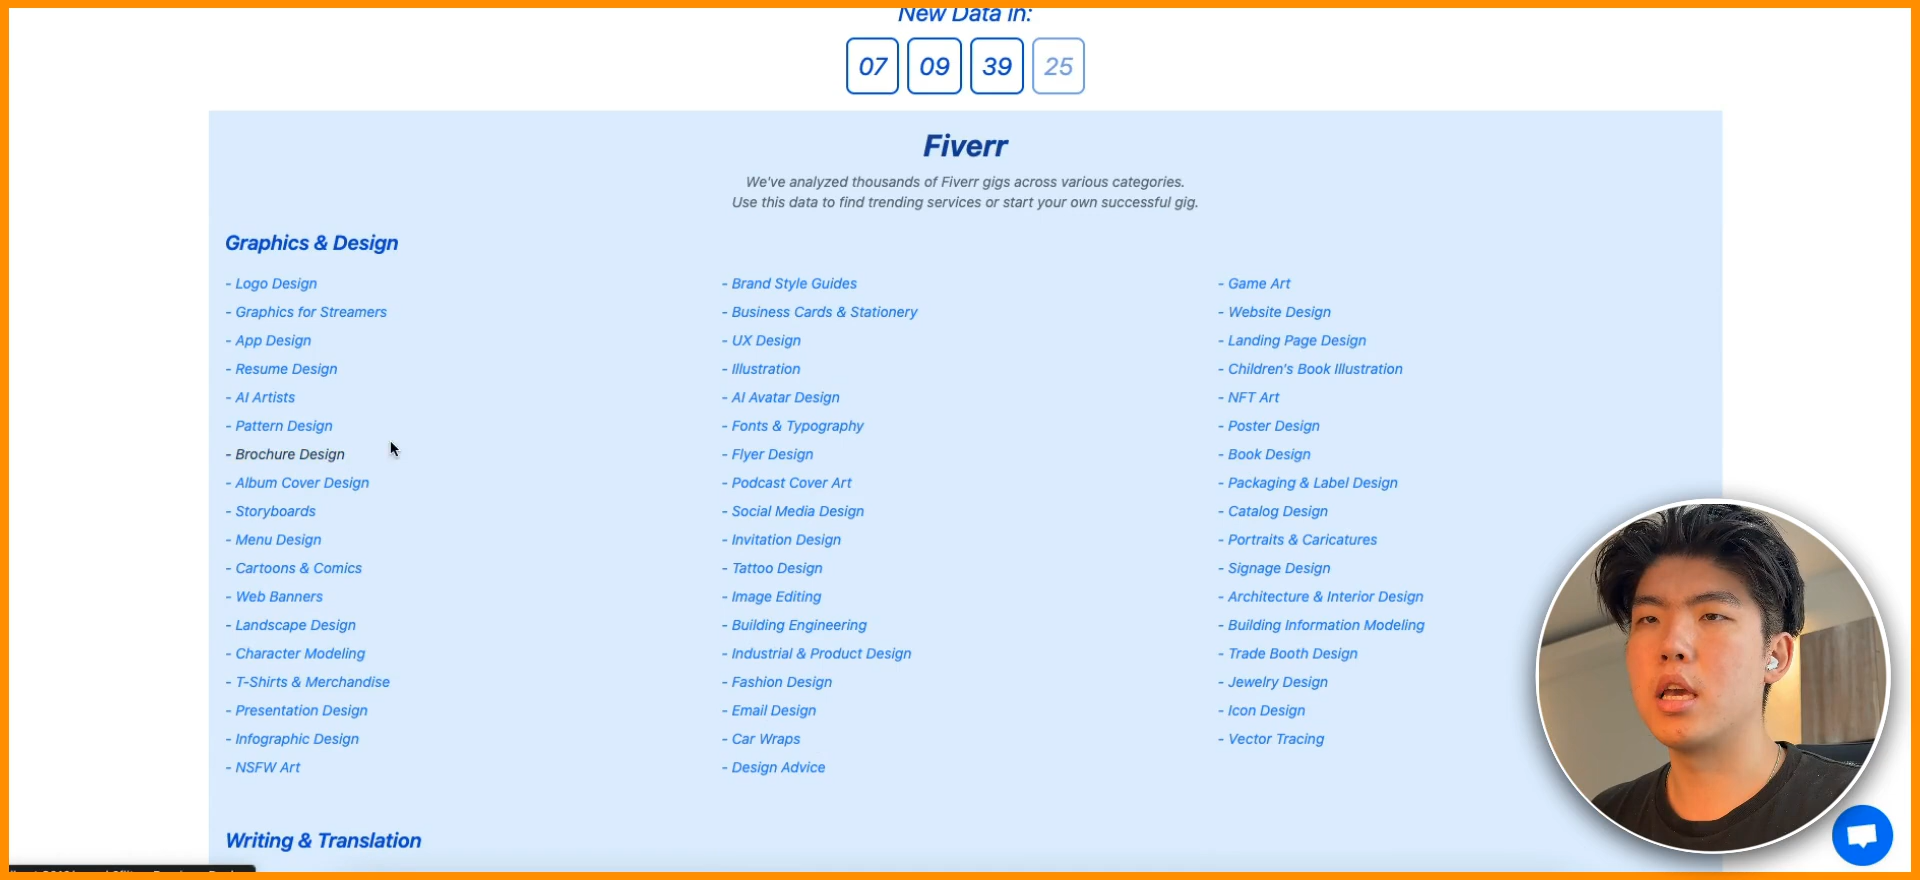 New Data in:
07 09 39 25
Fiverr
We've analyzed thousands of Fiverr gigs across various categories.
Use this data to find trending services or start your own successful gig.
Graphics & Design
- Logo Design
- Graphics for Streamers
- App Design
- Resume Design
- AI Artists
- Pattern Design
- Brochure Design
- Album Cover Design
- Storyboards
- Menu Design
- Cartoons & Comics
- Web Banners
- Landscape Design
- Character Modeling
- T-Shirts & Merchandise
- Presentation Design
- Infographic Design
- NSFW Art
- Brand Style Guides
- Business Cards & Stationery
- UX Design
- Illustration
- AI Avatar Design
- Fonts & Typography
- Flyer Design
- Podcast Cover Art
- Social Media Design
- Invitation Design
- Tattoo Design
- Image Editing
- Building Engineering
- Industrial & Product Design
- Fashion Design
- Email Design
- Car Wraps
- Design Advice
- Game Art
- Website Design
- Landing Page Design
- Children's Book Illustration
- NFT Art
- Poster Design
- Book Design
- Packaging & Label Design
- Catalog Design
- Portraits & Caricatures
- Signage Design
- Architecture & Interior Design
- Building Information Modeling
- Trade Booth Design
- Jewelry Design
- Icon Design
- Vector Tracing
Writing & Translation